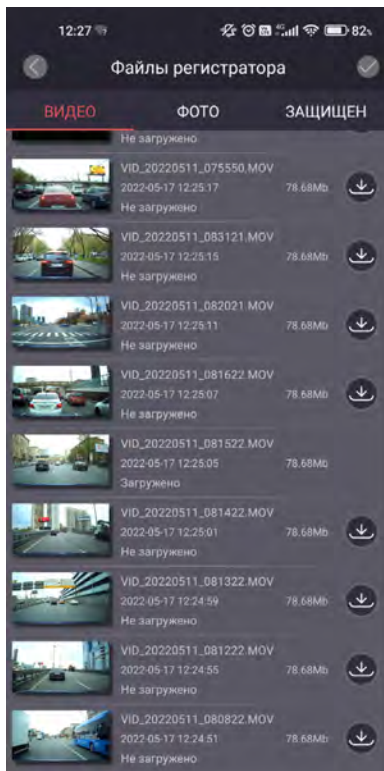 12:27
4G
82%
Файлы регистратора
ВИДЕО ФОТО ЗАЩИЩЕН
Не загружено
VID_20220511_075550.MOV
2022-05-17 12:25:17 78.68Mb
Не загружено
VID_20220511_083121.MOV
2022-05-17 12:25:15 78.68Mb
Не загружено
VID_20220511_082021.MOV
2022-05-17 12:25:11 78.68Mb
Не загружено
VID_20220511_081622.MOV
2022-05-17 12:25:07 78.68Mb
Не загружено
VID_20220511_081522.MOV
2022-05-17 12:25:05 78.68Mb
Загружено
VID_20220511_081422.MOV
2022-05-17 12:25:01 78.68Mb
Не загружено
VID_20220511_081322.MOV
2022-05-17 12:24:59 78.68Mb
Не загружено
VID_20220511_081222.MOV
2022-05-17 12:24:55 78.68Mb
Не загружено
VID_20220511_080822.MOV
2022-05-17 12:24:51 78.68Mb
Не загружено